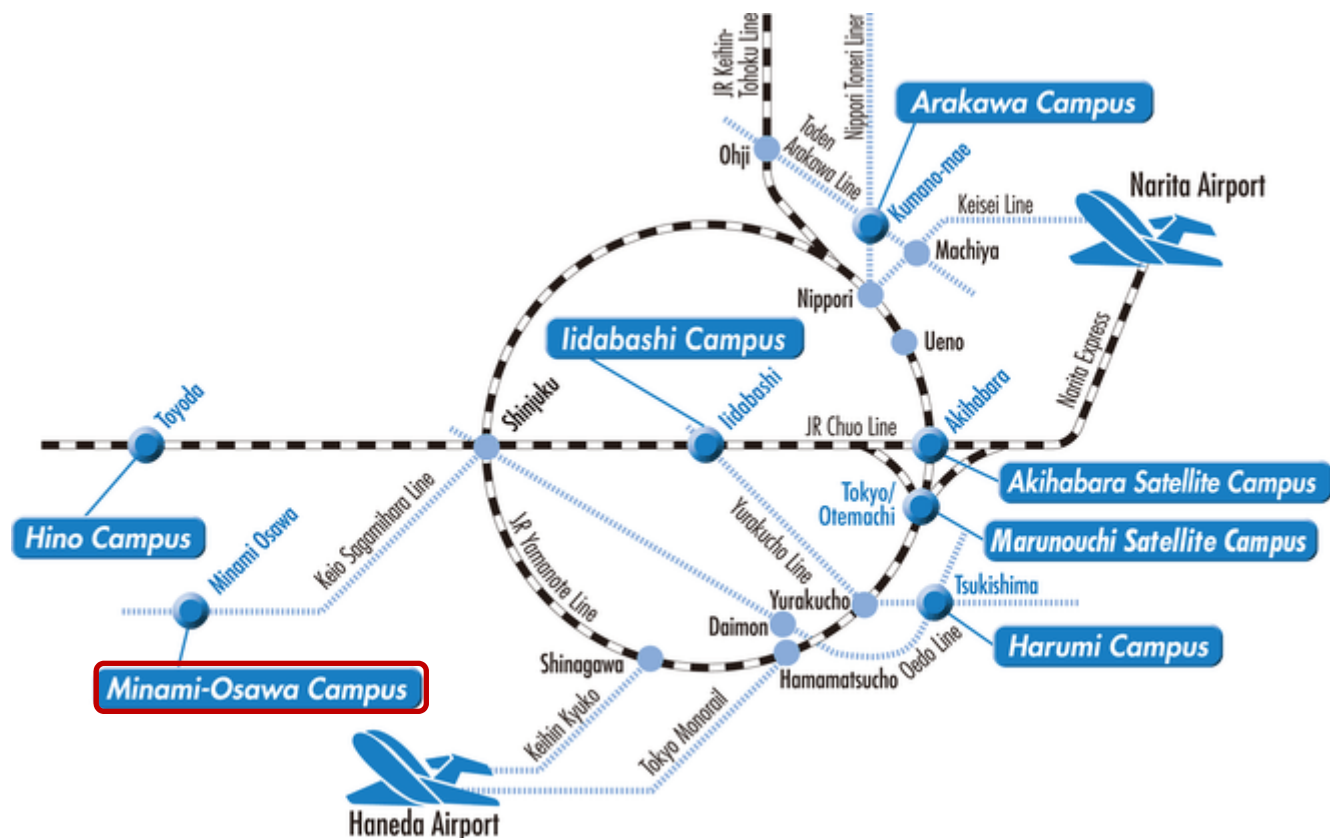 JR Keihin-
Tohoku Line
Nippori Toneri Liner
Arakawa Campus
Toden
Arakawa Line
Ohji
Kumano-mae
Narita Airport
Keisei Line
Machiya
Nippori
Ueno
Iidabashi Campus
Narita Express
Toyoda
Shinjuku
Iidabashi
JR Chuo Line
Akihabara
Akihabara Satellite Campus
Hino Campus
Minami Osawa
Keio Sagamihara Line
JR Yamanote Line
Yurakucho Line
Tokyo/
Otemachi
Marunouchi Satellite Campus
Tsukishima
Yurakucho
Daimon
Harumi Campus
Oedo Line
Shinagawa
Hamamatsucho
Minami-Osawa Campus
Keihin Kyuko
Tokyo Monorail
Haneda Airport